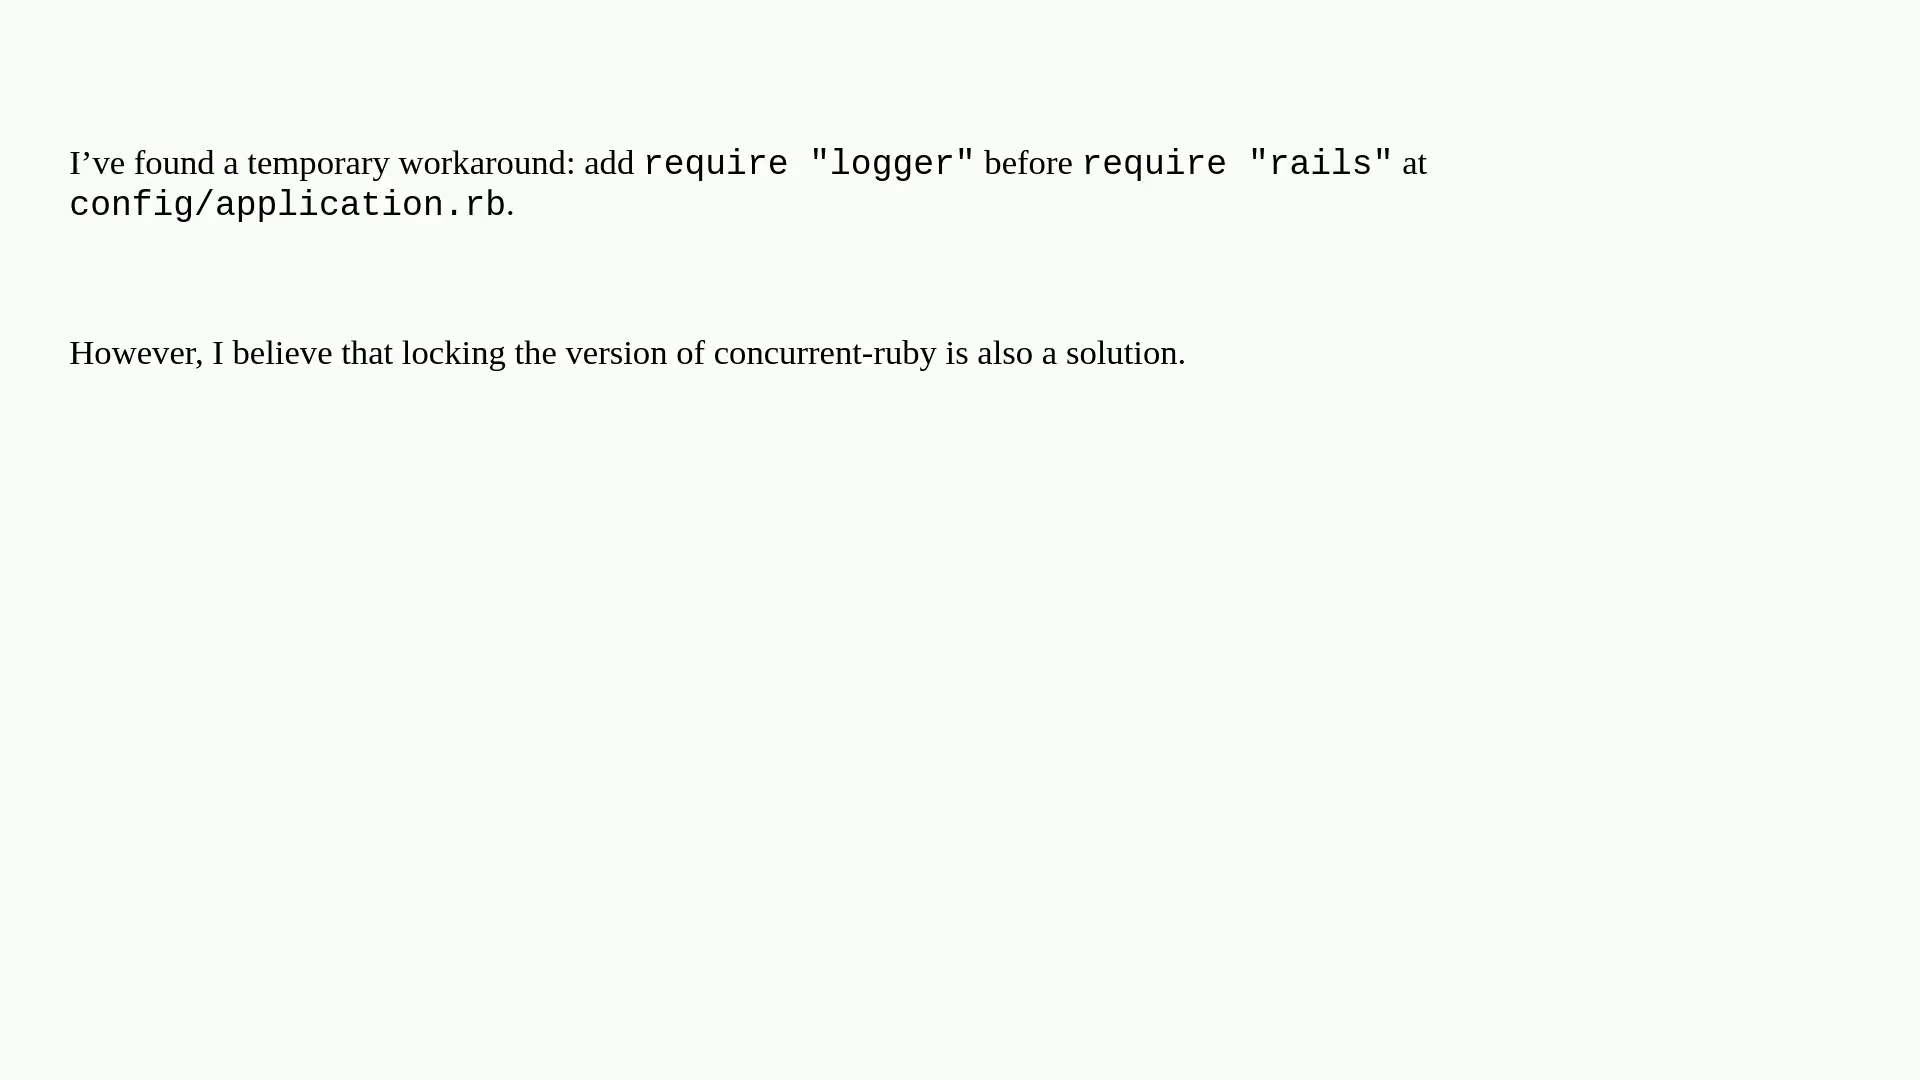 I’ve found a temporary workaround: add require "logger" before require "rails" at
config/application.rb.
However, I believe that locking the version of concurrent-ruby is also a solution.